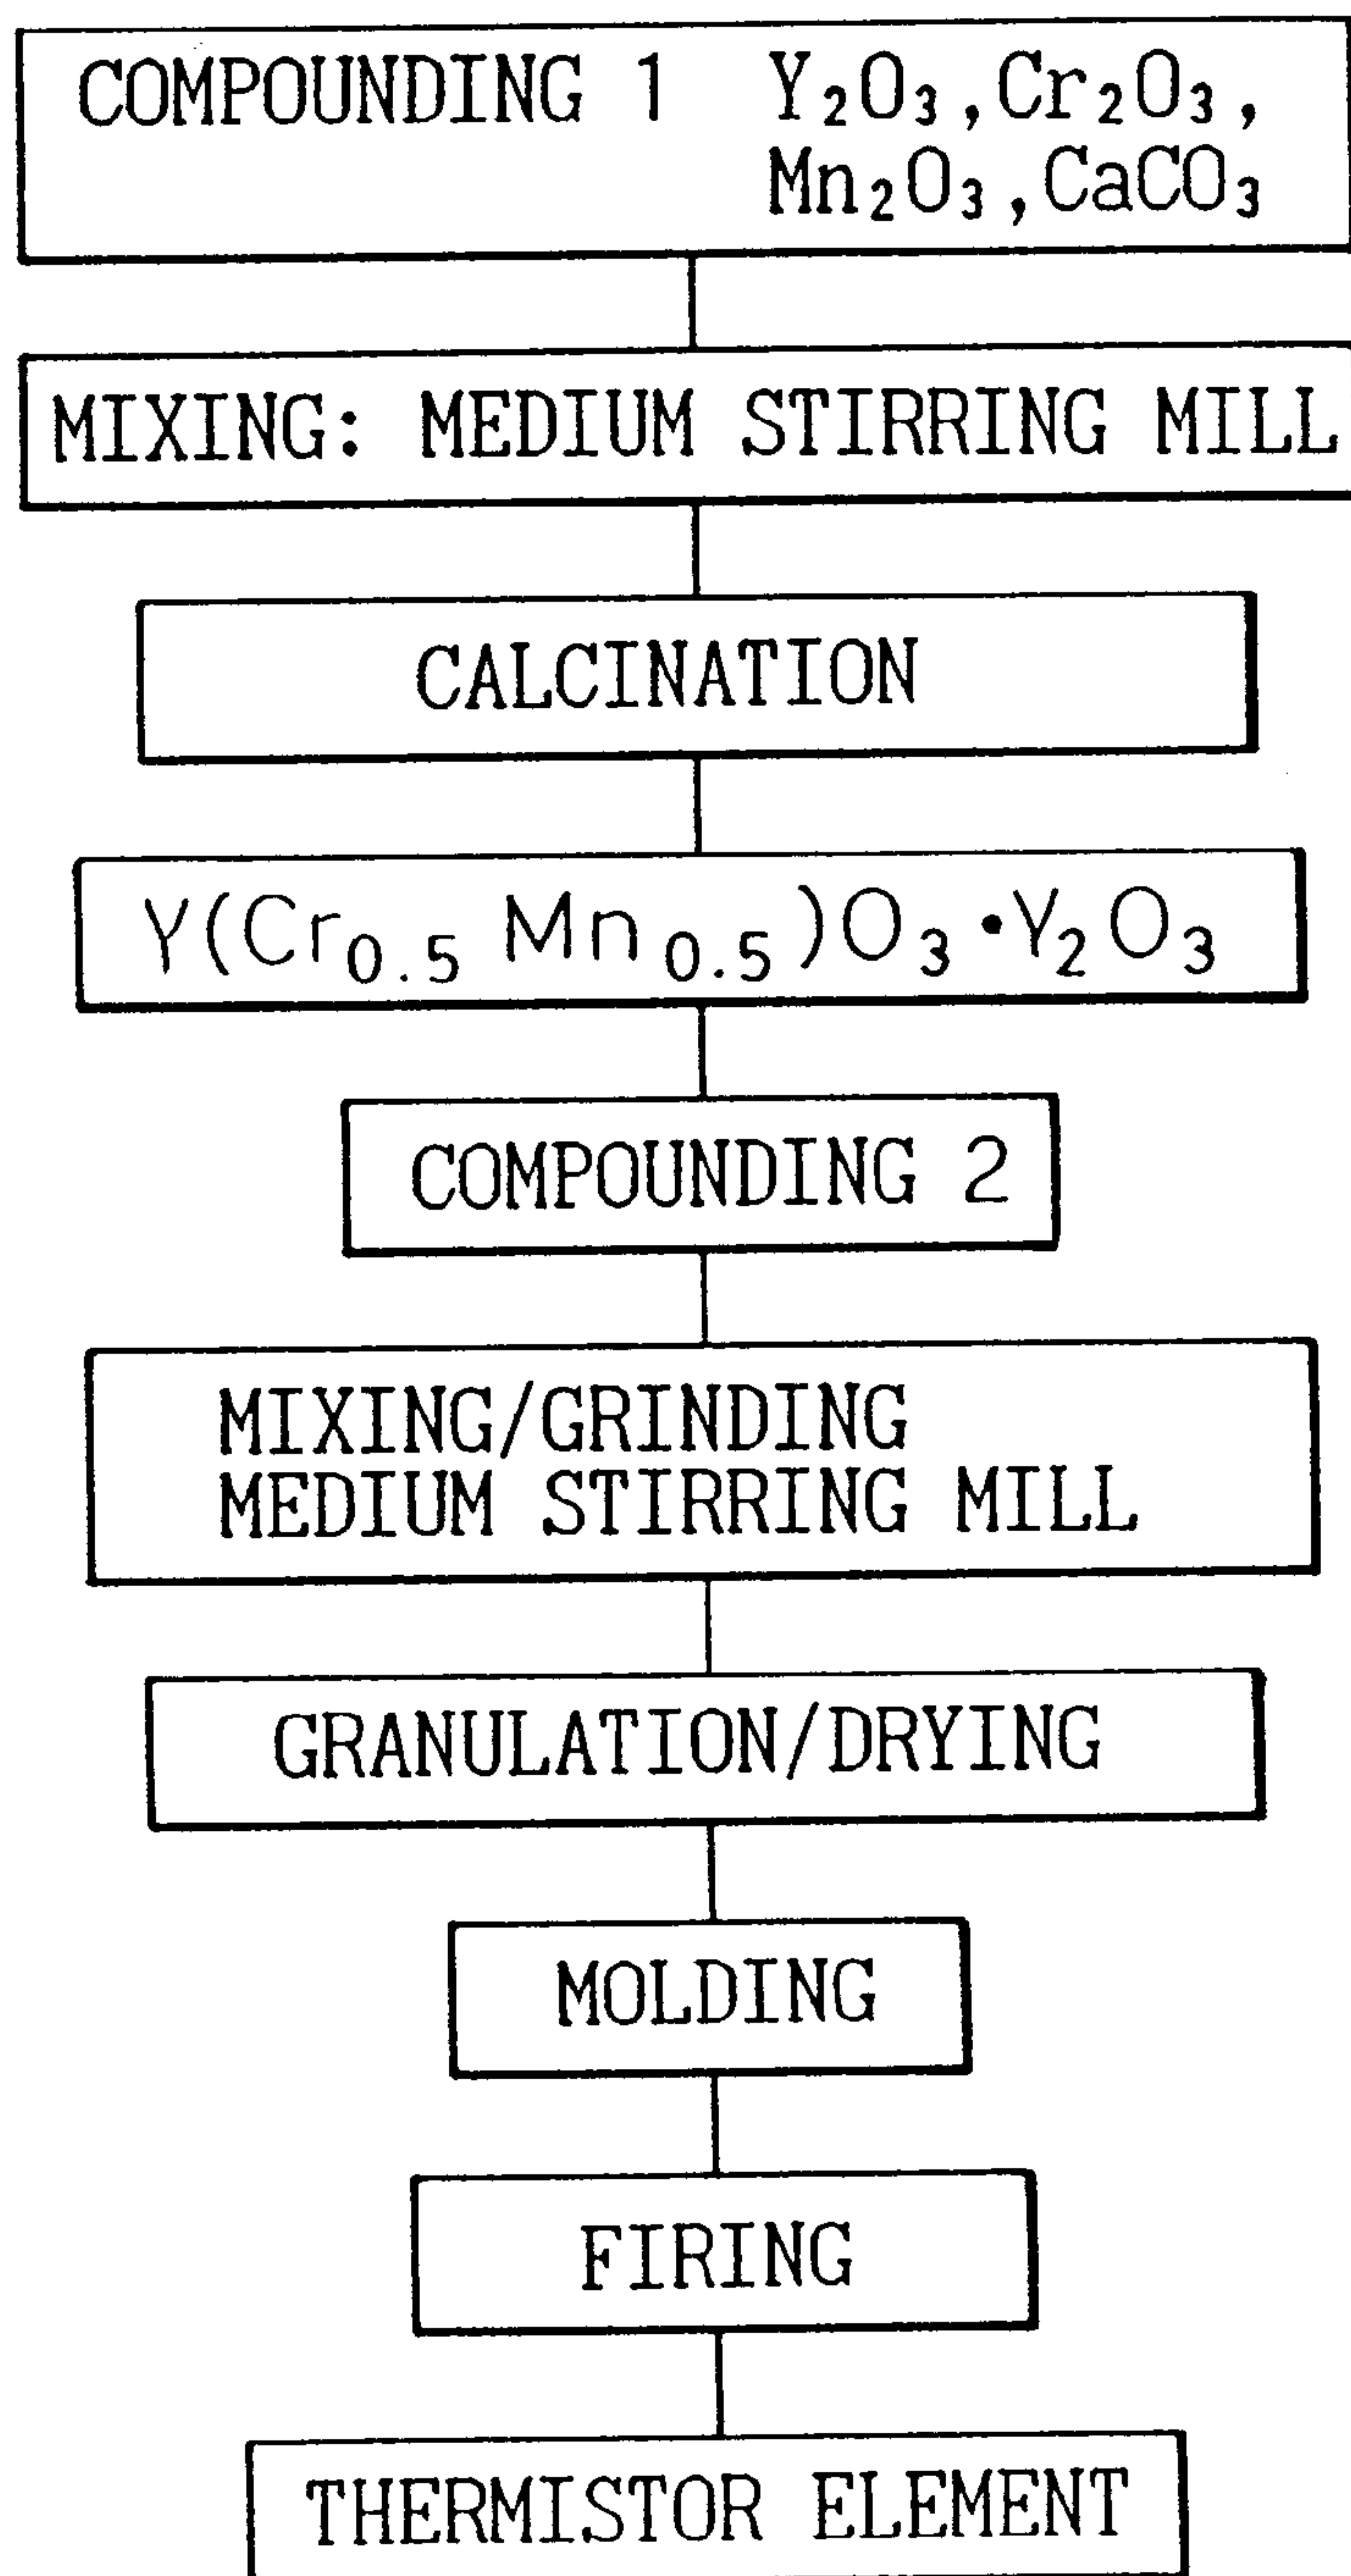 COMPOUNDING 1 Y₂O₃,Cr₂O₃,
Mn₂O₃,CaCO₃
MIXING: MEDIUM STIRRING MILL
CALCINATION
Y(Cr₀.₅ Mn₀.₅)O₃•Y₂O₃
COMPOUNDING 2
MIXING/GRINDING
MEDIUM STIRRING MILL
GRANULATION/DRYING
MOLDING
FIRING
THERMISTOR ELEMENT